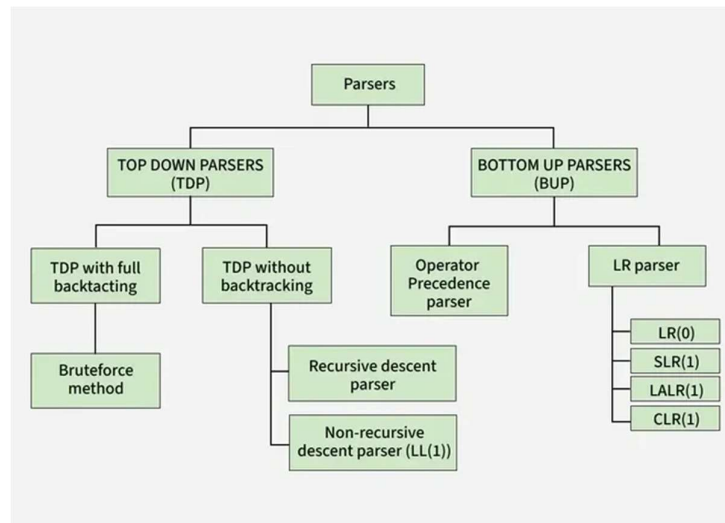 Parsers
TOP DOWN PARSERS
(TDP)
BOTTOM UP PARSERS
(BUP)
TDP with full
backtacting
TDP without
backtracking
Operator
Precedence
parser
LR parser
Bruteforce
method
Recursive descent
parser
Non-recursive
descent parser (LL(1))
LR(0)
SLR(1)
LALR(1)
CLR(1)